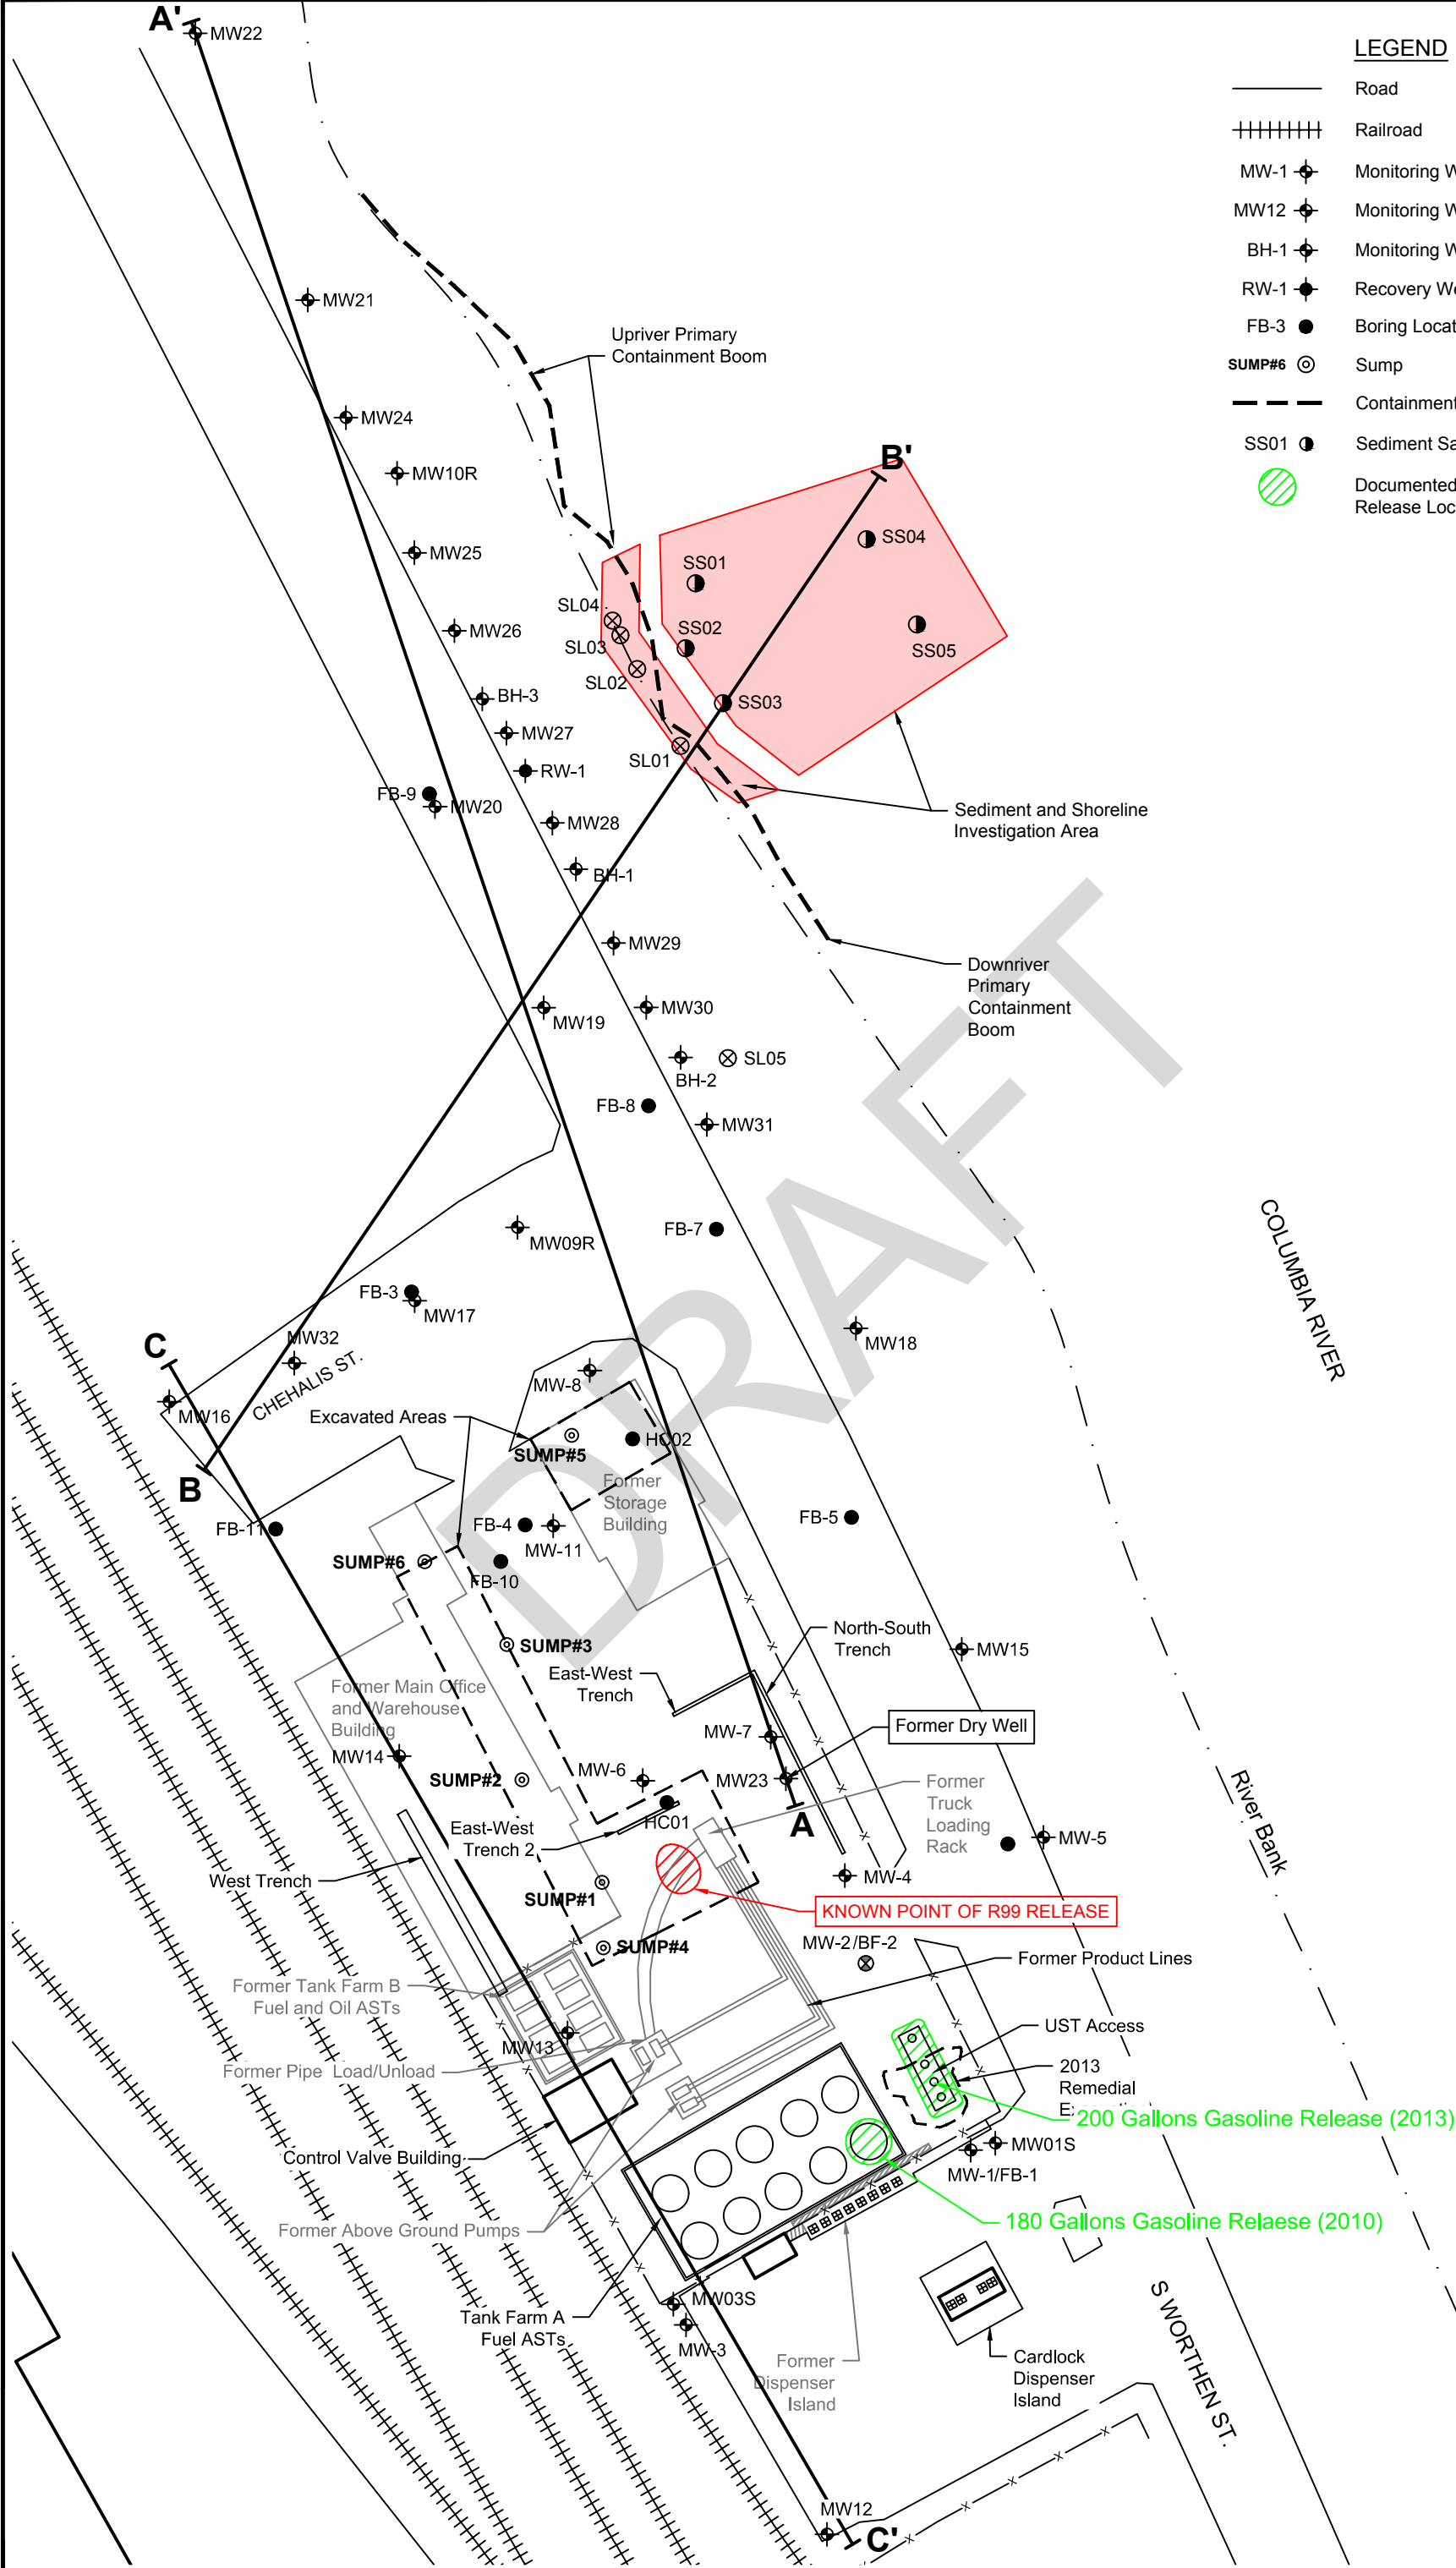 A'
MW22
LEGEND
Road
Railroad
MW-1
Monitoring W
MW12
Monitoring W
BH-1
Monitoring W
RW-1
Recovery We
FB-3
Boring Locat
SUMP#6
Sump
Containment
SS01
Sediment Sa
Documented
Release Loc
MW21
Upriver Primary
Containment Boom
MW24
MW10R
B'
MW25
SS04
SS01
SL04
MW26
SS02
SS05
SL03
SL02
BH-3
SS03
MW27
SL01
RW-1
FB-9
MW20
Sediment and Shoreline
Investigation Area
MW28
BH-1
MW29
Downriver
Primary
Containment
Boom
MW19
MW30
SL05
BH-2
FB-8
MW31
DRAFT
COLUMBIA RIVER
FB-7
MW09R
FB-3
MW17
MW18
MW32
C
CHEHALIS ST.
MW-8
MW16
Excavated Areas
HC02
SUMP#5
B
Former
Storage
Building
FB-11
FB-4
MW-11
FB-5
SUMP#6
FB-10
North-South
Trench
SUMP#3
MW15
East-West
Trench
Former Main Office
and Warehouse
Building
MW-7
Former Dry Well
MW14
SUMP#2
MW-6
MW23
Former
Truck
Loading
Rack
River Bank
HC01
A
East-West
Trench 2
MW-5
West Trench
MW-4
SUMP#1
KNOWN POINT OF R99 RELEASE
SUMP#4
MW-2/BF-2
Former Product Lines
Former Tank Farm B
Fuel and Oil ASTs
UST Access
MW13
2013
Remedial
Former Pipe Load/Unload
200 Gallons Gasoline Release (2013)
MW01S
Control Valve Building
MW-1/FB-1
Former Above Ground Pumps
180 Gallons Gasoline Relaese (2010)
MW03S
Tank Farm A
Fuel ASTs
MW-3
S WORTHEN ST.
Former
Dispenser
Island
Cardlock
Dispenser
Island
MW12
C'